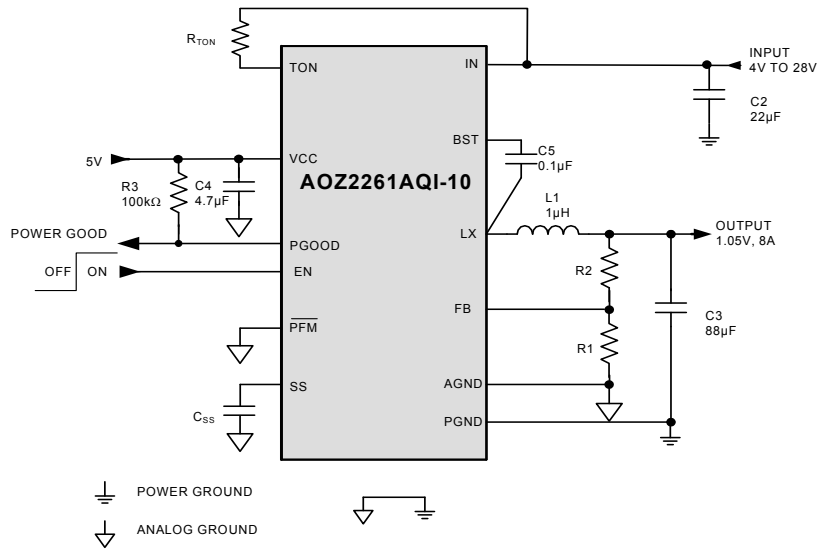 R_TON
TON
IN
INPUT
4V TO 28V
C2
22µF
BST
C5
0.1µF
5V
VCC
AOZ2261AQI-10
R3
100kΩ
C4
4.7µF
L1
1µH
LX
OUTPUT
1.05V, 8A
POWER GOOD
PGOOD
OFF
ON
EN
R2
FB
C3
88µF
PFM
R1
SS
AGND
C_SS
PGND
POWER GROUND
ANALOG GROUND